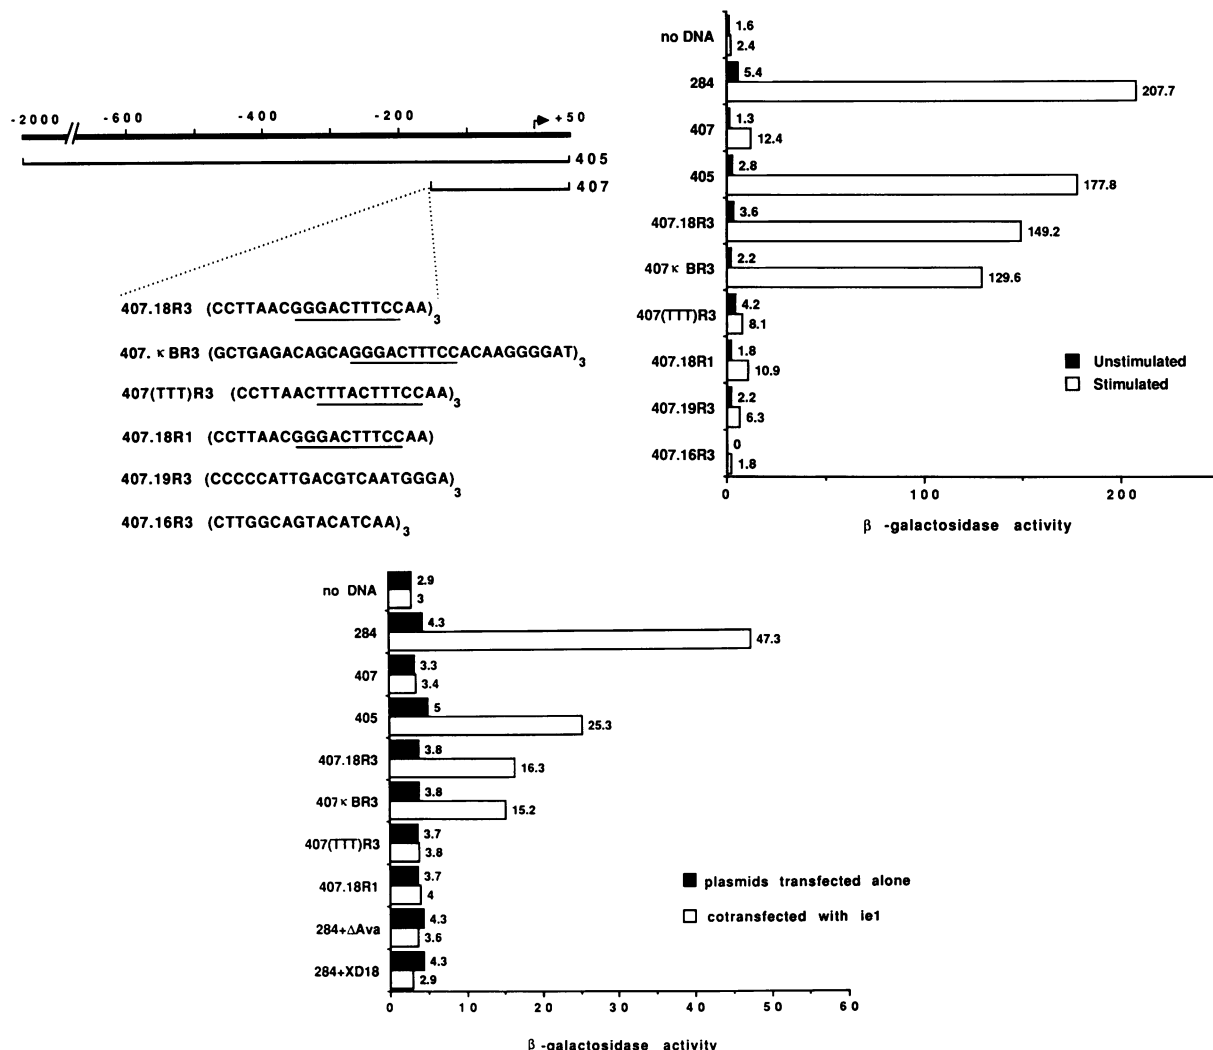 -2000 -600 -400 -200 +50
405
407
407.18R3 (CCTTAACGGGACTTTCCAA)3
407.κBR3 (GCTGAGACAGCAGGGACTTTCCACAAGGGGAT)3
407(TTT)R3 (CCTTAACTTTACTTTCCAA)3
407.18R1 (CCTTAACGGGACTTTCCAA)
407.19R3 (CCCCCATTGACGTCAATGGGA)3
407.16R3 (CTTGGCAGTACATCAA)3
no DNA 1.6
2.4
284 5.4
207.7
407 1.3
12.4
405 2.8
177.8
407.18R3 3.6
149.2
407κBR3 2.2
129.6
407(TTT)R3 4.2
8.1
407.18R1 1.8
10.9
407.19R3 2.2
6.3
407.16R3 0
1.8
Unstimulated
Stimulated
0 100 200
β-galactosidase activity
no DNA 2.9
3
284 4.3
47.3
407 3.3
3.4
405 5
25.3
407.18R3 3.8
16.3
407κBR3 3.8
15.2
407(TTT)R3 3.7
3.8
407.18R1 3.7
4
284+ΔAva 4.3
3.6
284+XD18 4.3
2.9
plasmids transfected alone
cotransfected with ie1
0 10 20 30 40 50 60
β-galactosidase activity